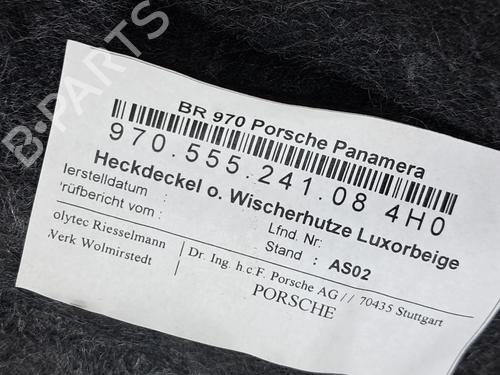 BR 970 Porsche Panamera
970.555.241.08 4H0
Heckdeckel o. Wischerhutze Luxorbeige
lerstelldatum :
rüfbericht vom :
Lfnd. Nr:
Stand : AS02
olytec Riesselmann
Werk Wolmirstedt
Dr. Ing. h.c.F. Porsche AG // 70435 Stuttgart
PORSCHE
B-PARTS